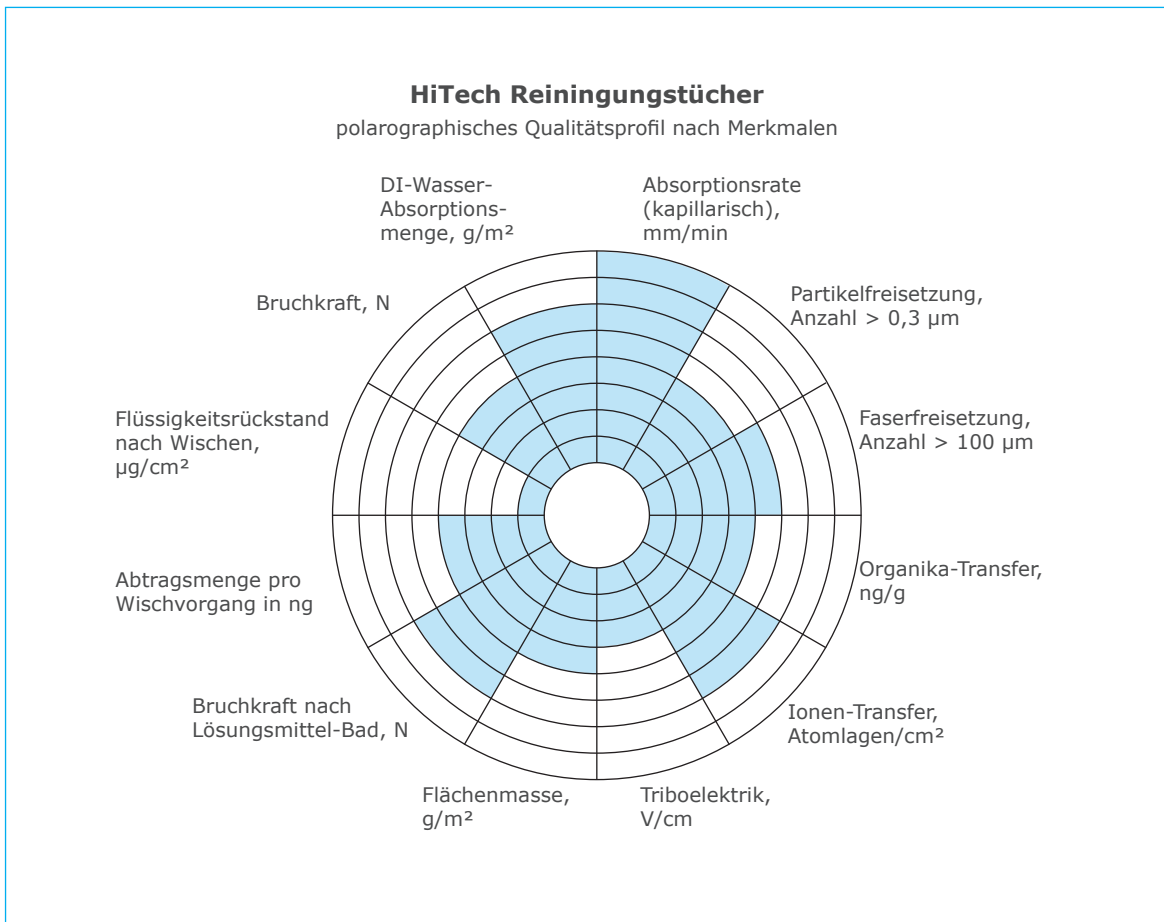 HiTech Reiningungstücher
polarographisches Qualitätsprofil nach Merkmalen
DI-Wasser-
Absorptions-
menge, g/m²
Absorptionsrate
(kapillarisch),
mm/min
Bruchkraft, N
Partikelfreisetzung,
Anzahl > 0,3 µm
Flüssigkeitsrückstand
nach Wischen,
µg/cm²
Faserfreisetzung,
Anzahl > 100 µm
Abtragsmenge pro
Wischvorgang in ng
Organika-Transfer,
ng/g
Bruchkraft nach
Lösungsmittel-Bad, N
Ionen-Transfer,
Atomlagen/cm²
Flächenmasse,
g/m²
Triboelektrik,
V/cm